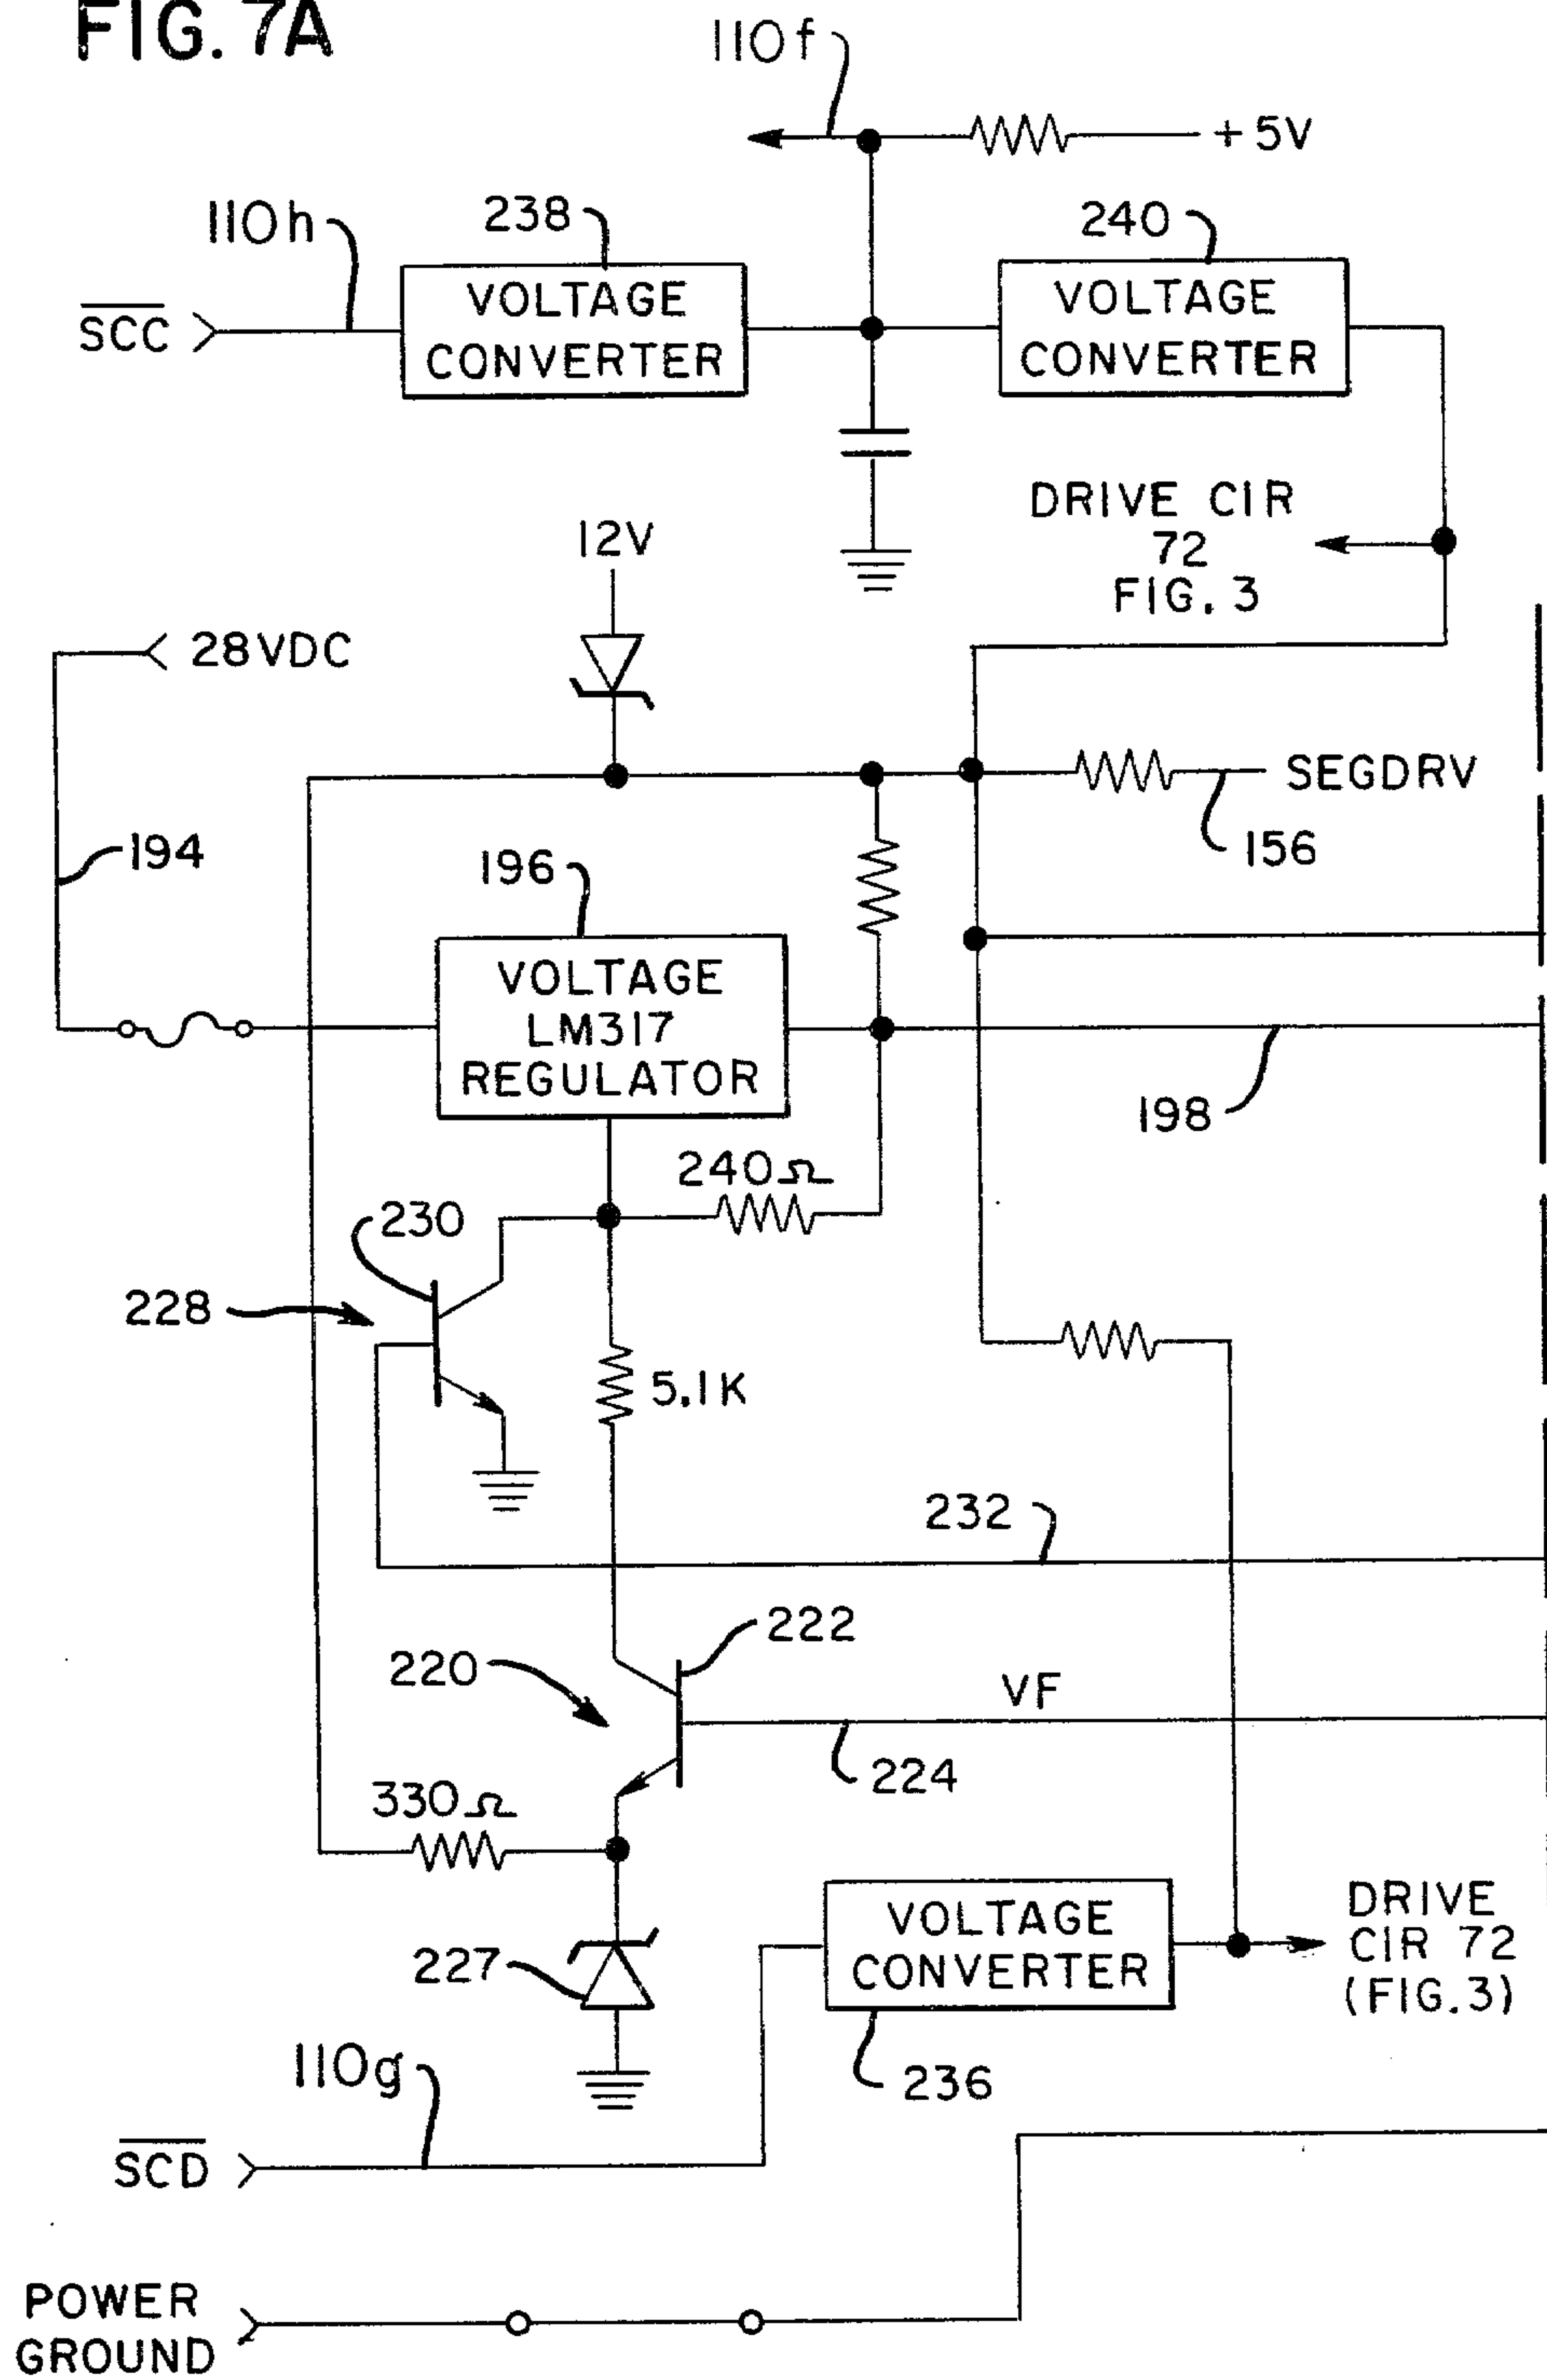 FIG. 7A
110f
+5V
110h
238
240
S̅C̅C̅
VOLTAGE
CONVERTER
VOLTAGE
CONVERTER
DRIVE CIR
72
FIG. 3
12V
28VDC
SEGDRV
156
194
196
VOLTAGE
LM317
REGULATOR
198
240Ω
230
228
5.1K
232
222
220
VF
224
330Ω
VOLTAGE
CONVERTER
DRIVE
CIR 72
(FIG.3)
227
236
110g
S̅C̅D̅
POWER
GROUND